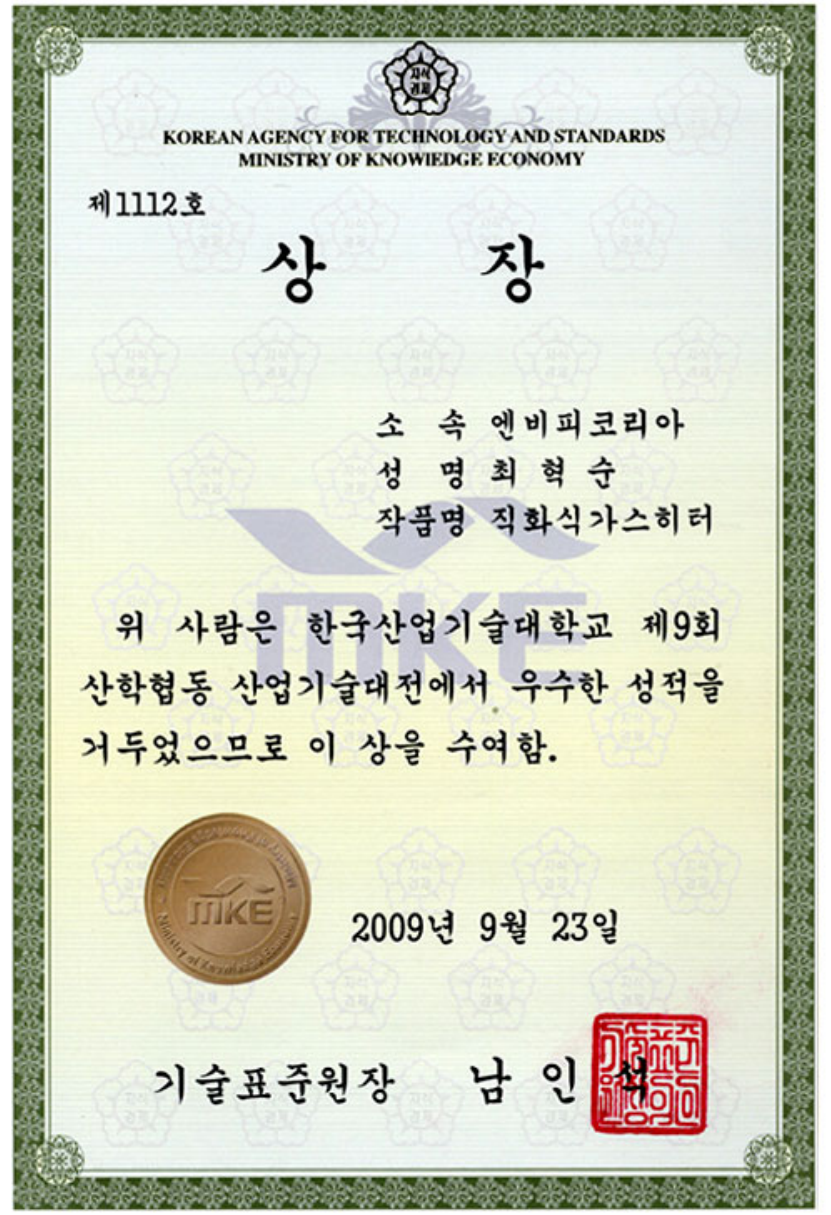 지식
경제
KOREAN AGENCY FOR TECHNOLOGY AND STANDARDS
MINISTRY OF KNOWIEDGE ECONOMY
제1112호
상 장
소 속 엔비피코리아
성 명 최 혁 순
작품명 직화식가스히터
MKE
위 사람은 한국산업기술대학교 제9회
산학협동 산업기술대전에서 우수한 성적을
거두었으므로 이 상을 수여함.
MKE
Ministry of Knowledge Economy
2009년 9월 23일
기술표준원장 남 인 석